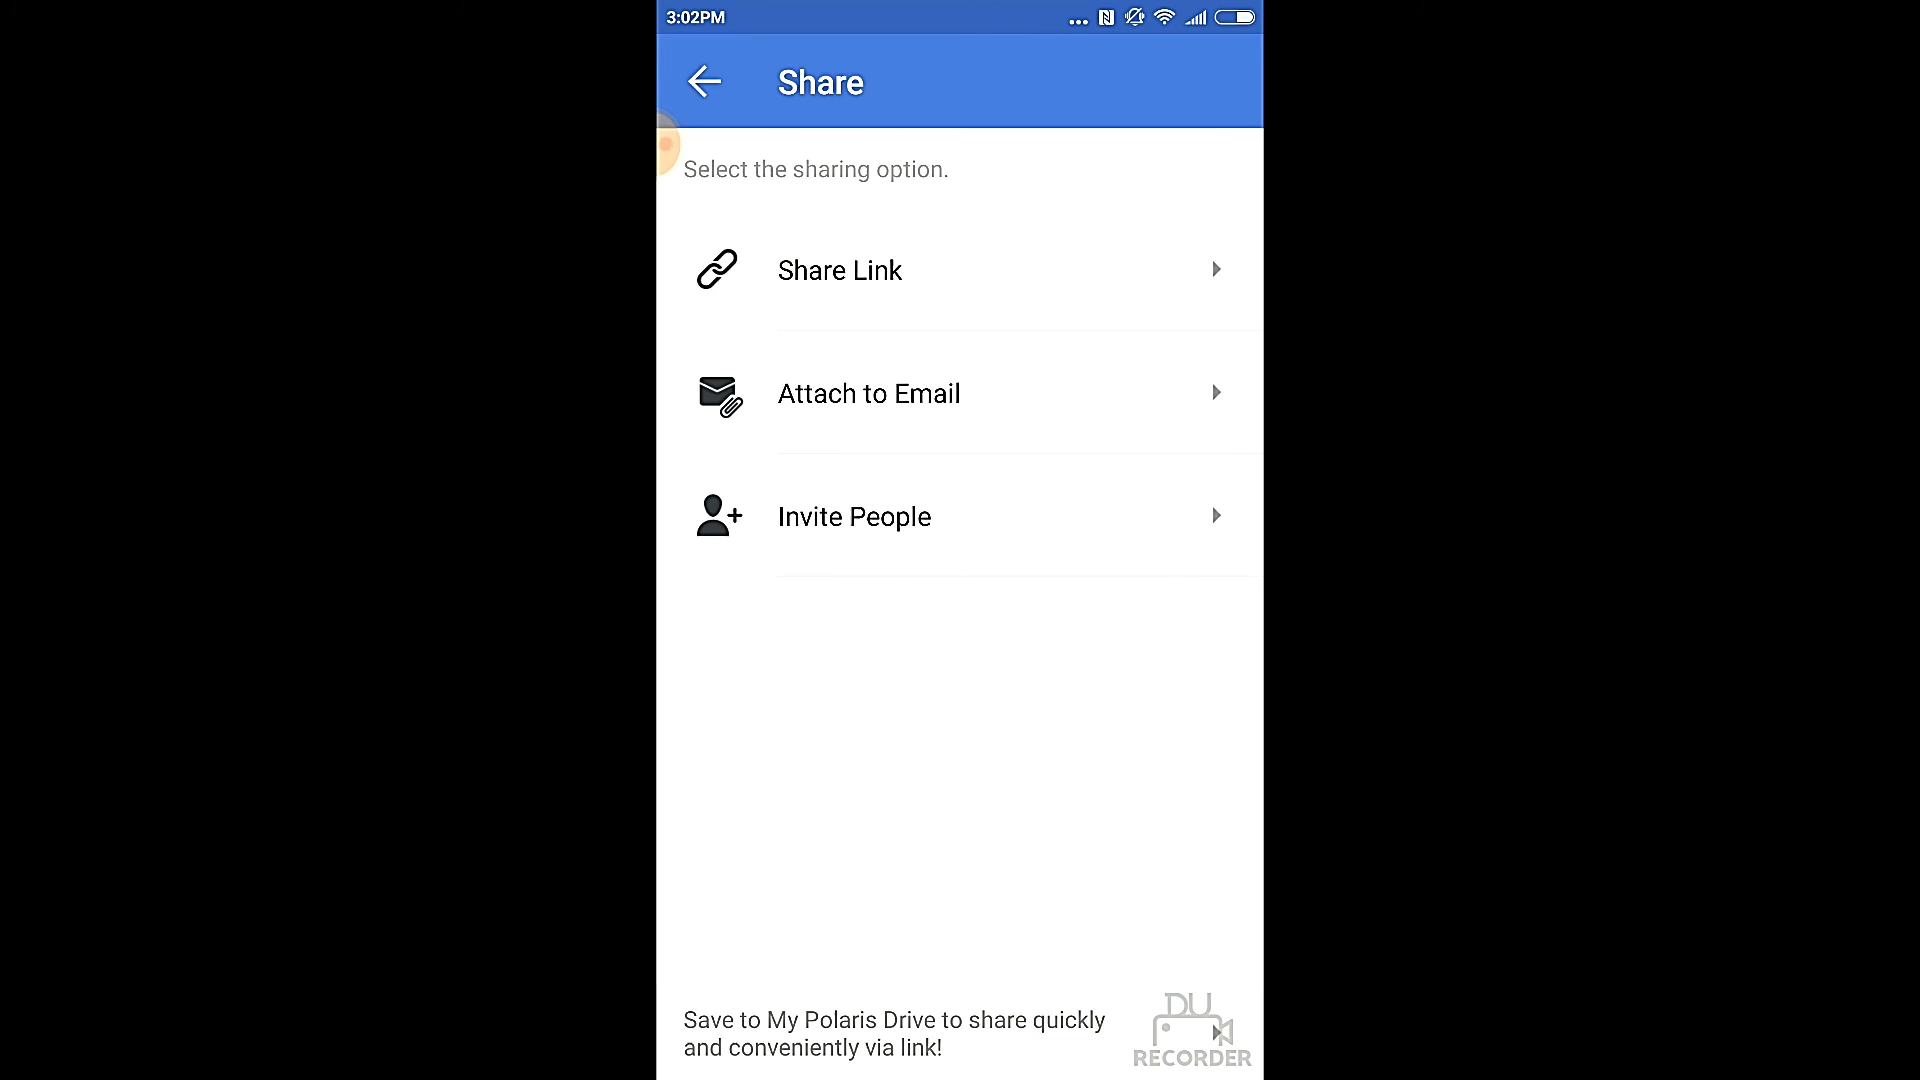 3:02PM
Share
Select the sharing option.
Share Link
Attach to Email
Invite People
Save to My Polaris Drive to share quickly
and conveniently via link!
DU
RECORDER